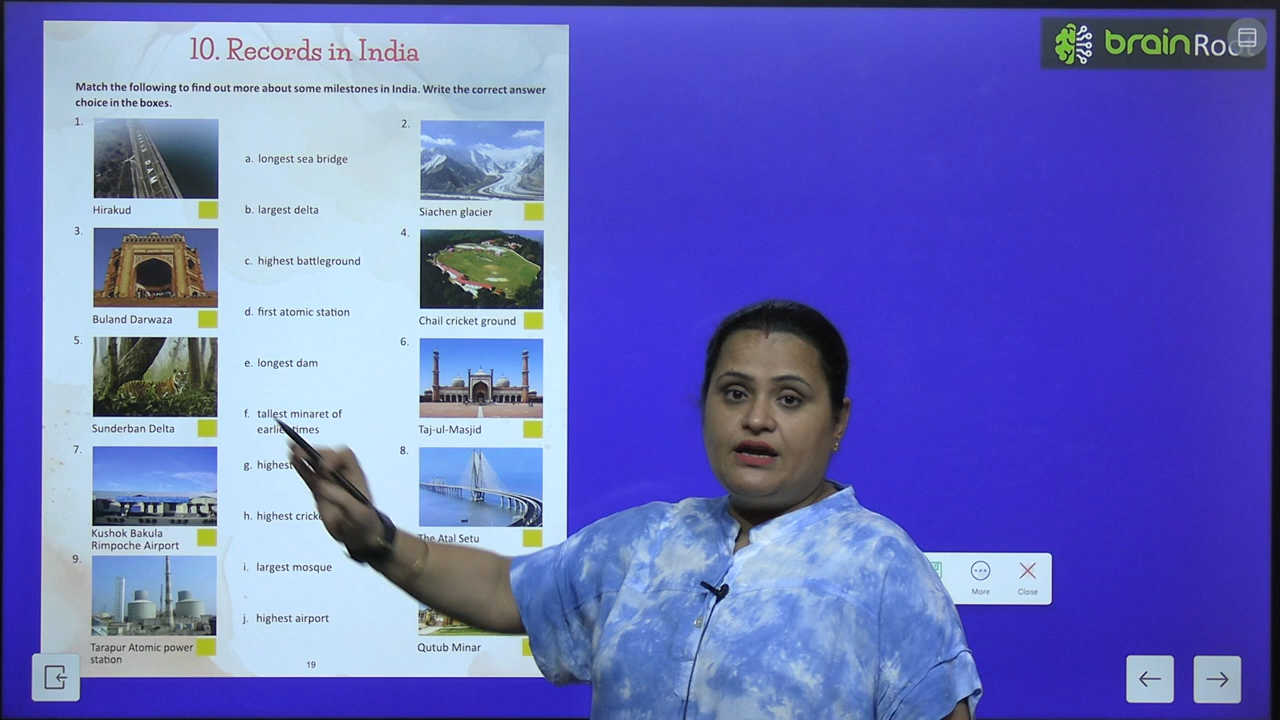 10. Records in India
Match the following to find out more about some milestones in India. Write the correct answer
choice in the boxes.
1.
2.
a. longest sea bridge
Hirakud
b. largest delta
Siachen glacier
3.
4.
c. highest battleground
d. first atomic station
Buland Darwaza
Chail cricket ground
5.
6.
e. longest dam
f. tallest minaret of
earlier times
Sunderban Delta
Taj-ul-Masjid
7.
8.
g. highest
h. highest
Kushok Bakula
Rimpoche Airport
The Atal Setu
9.
i. largest mosque
j. highest airport
Tarapur Atomic power
station
Qutub Minar
19
brain
More
Close